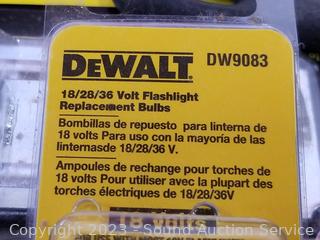 DEWALT DW9083
18/28/36 Volt Flashlight
Replacement Bulbs
Bombillas de repuesto para linterna de
18 volts Para uso con la mayoría de las
linternasde 18/28/36 V.
Ampoules de rechange pour torches de
18 volts Pour utiliser avec la plupart des
torches électriques de 18/28/36V
18 Volts
Copyright 2023 - Sound Auction Service